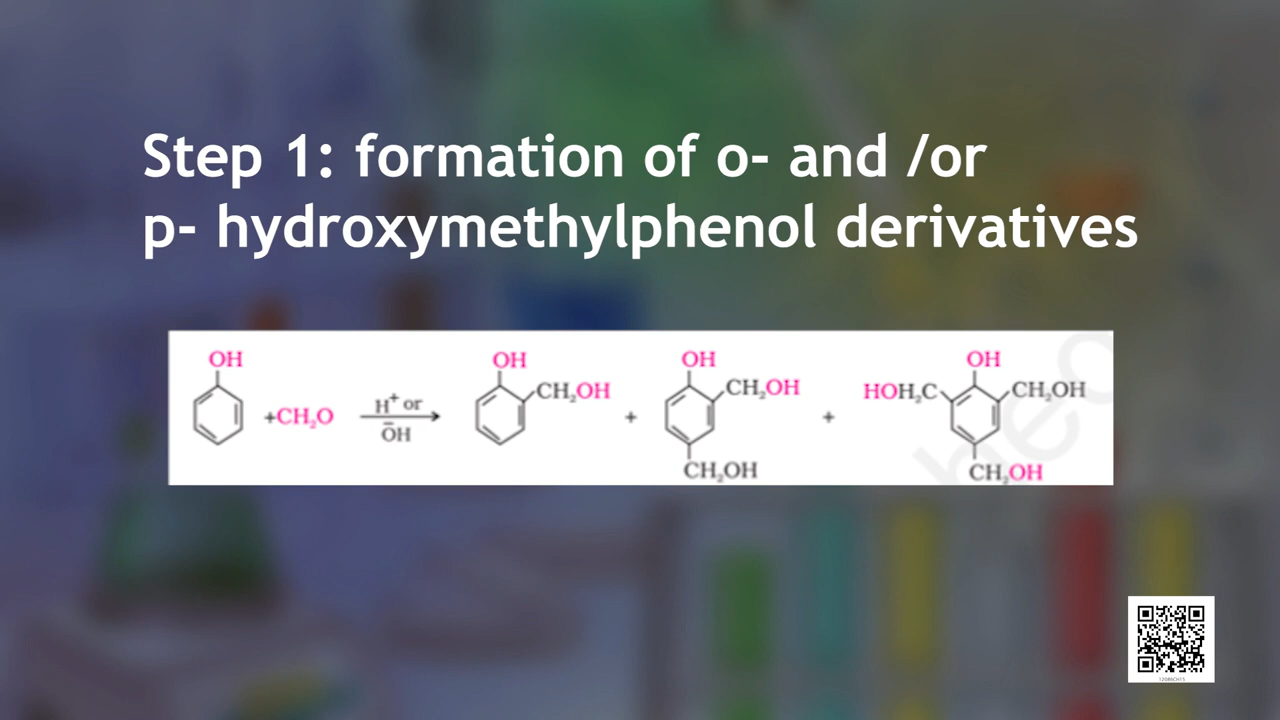 Step 1: formation of o- and /or
p- hydroxymethylphenol derivatives
OH OH OH OH
+CH₂O H⁺ or CH₂OH + CH₂OH + HOH₂C CH₂OH
ŌH
CH₂OH CH₂OH